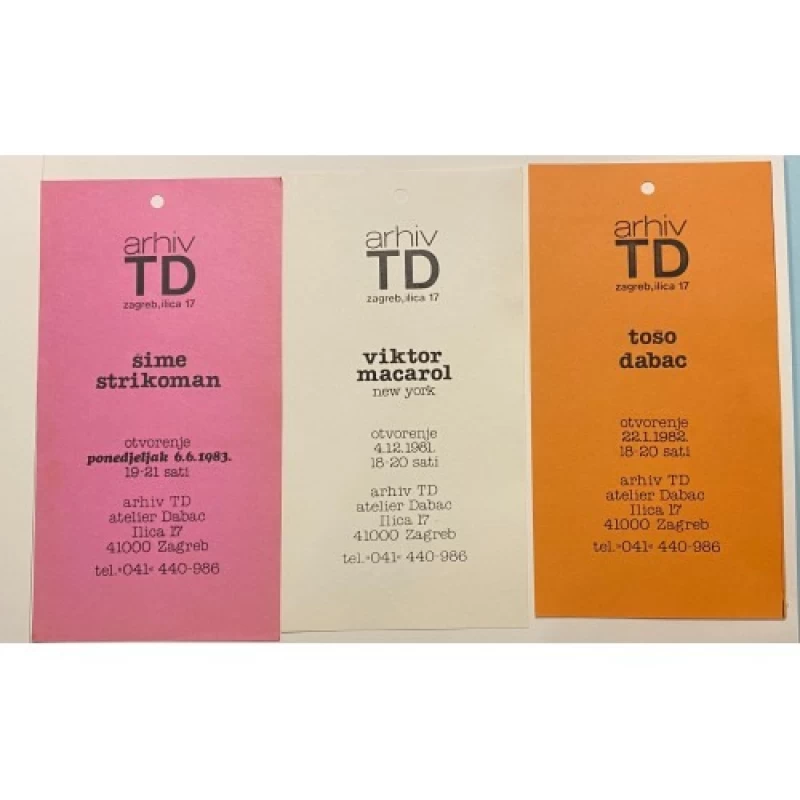 arhiv
TD
zagreb, ilica 17
šime
strikoman
otvorenje
ponedjeljak 6.6.1983.
19-21 sati
arhiv TD
atelier Dabac
Ilica 17
41000 Zagreb
tel.»041« 440-986
arhiv
TD
zagreb, ilica 17
viktor
macarol
new york
otvorenje
4.12.1981.
18-20 sati
arhiv TD
atelier Dabac
Ilica 17
41000 Zagreb
tel.»041« 440-986
arhiv
TD
zagreb, ilica 17
tošo
dabac
otvorenje
22.1.1982.
18-20 sati
arhiv TD
atelier Dabac
Ilica 17
41000 Zagreb
tel.»041« 440-986